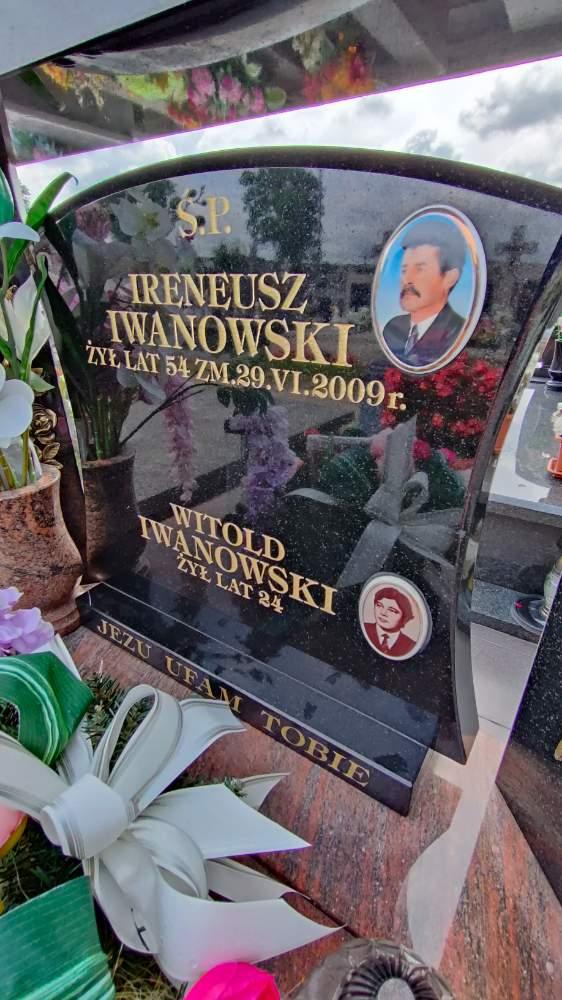 Ś.P.
IRENEUSZ
IWANOWSKI
ŻYŁ LAT 54 ZM.29.VI.2009 r.
WITOLD
IWANOWSKI
ŻYŁ LAT 24
JEZU UFAM TOBIE